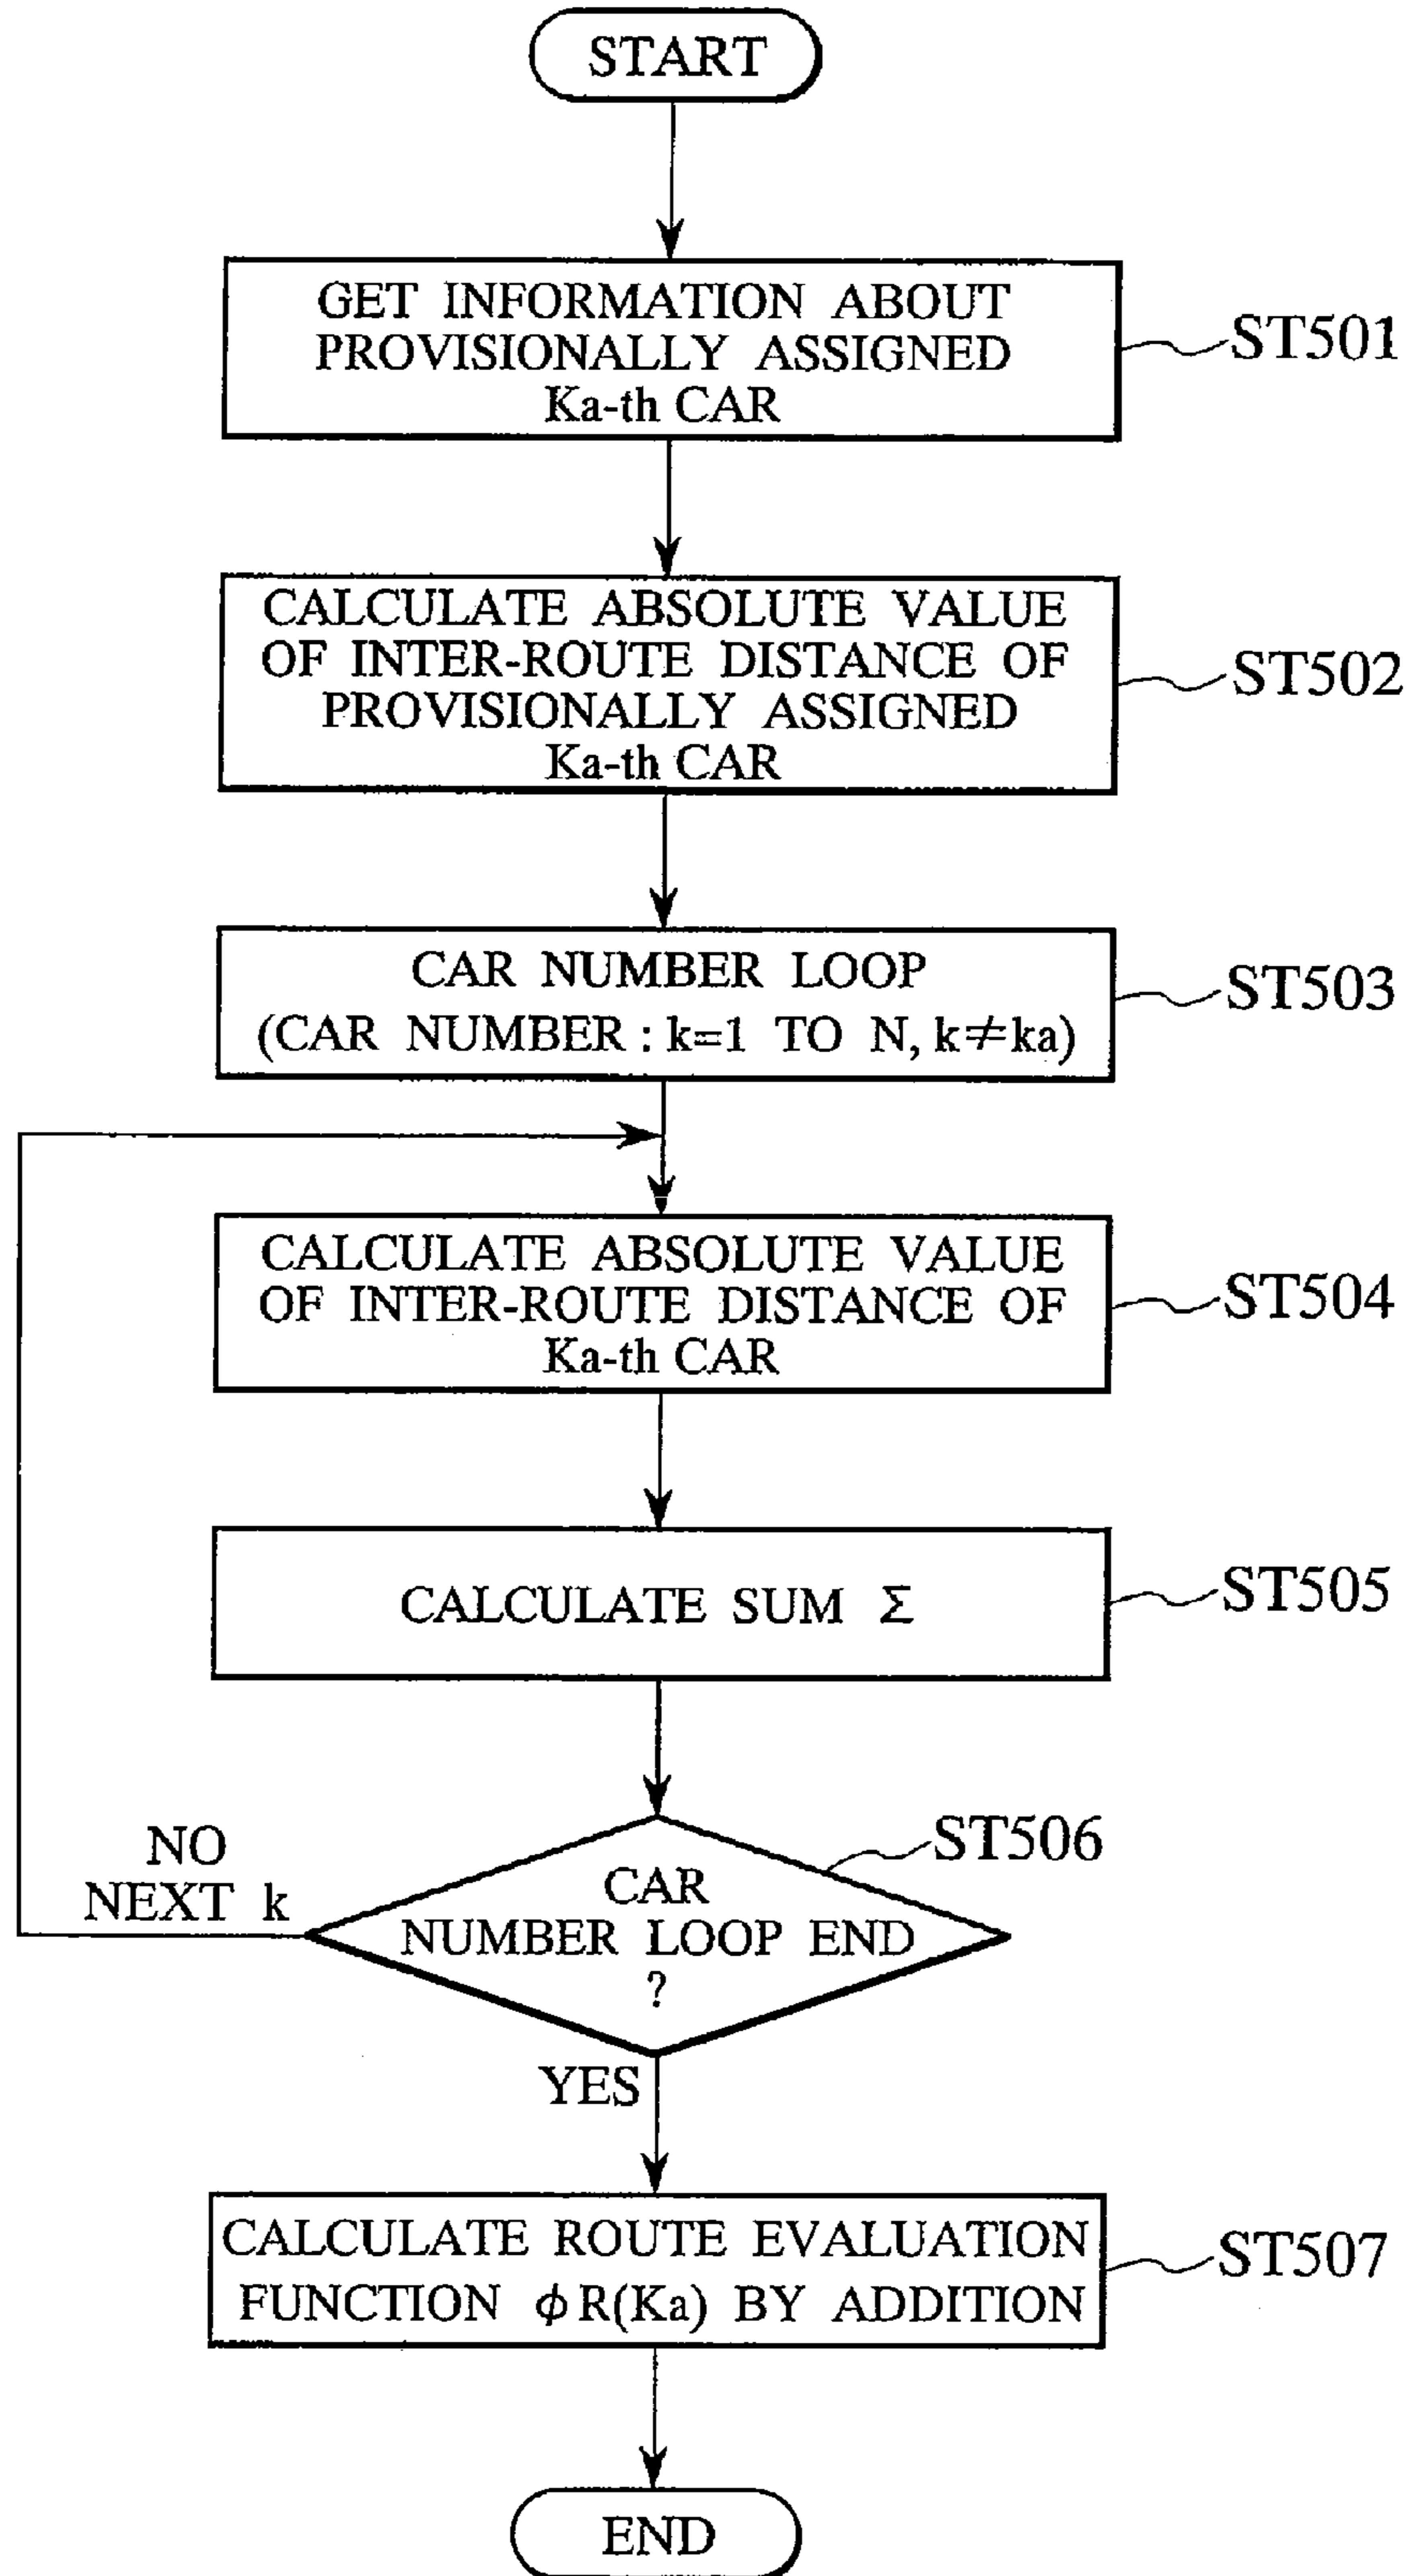 START
GET INFORMATION ABOUT
PROVISIONALLY ASSIGNED
Ka-th CAR
ST501
CALCULATE ABSOLUTE VALUE
OF INTER-ROUTE DISTANCE OF
PROVISIONALLY ASSIGNED
Ka-th CAR
ST502
CAR NUMBER LOOP
(CAR NUMBER : k=1 TO N, k≠ka)
ST503
CALCULATE ABSOLUTE VALUE
OF INTER-ROUTE DISTANCE OF
Ka-th CAR
ST504
CALCULATE SUM Σ
ST505
CAR
NUMBER LOOP END
?
ST506
NO
NEXT k
YES
CALCULATE ROUTE EVALUATION
FUNCTION ϕR(Ka) BY ADDITION
ST507
END